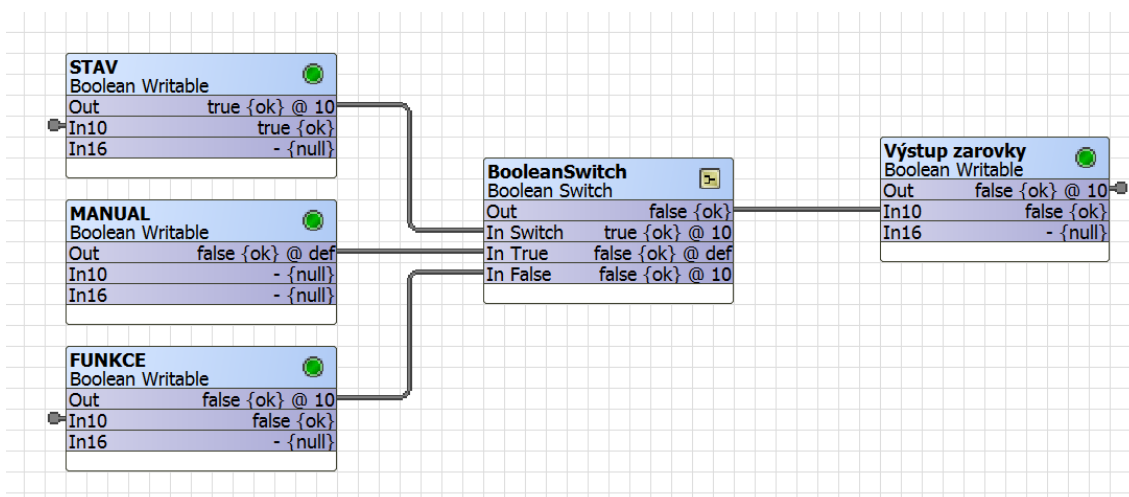 STAV
Boolean Writable
Out true {ok} @ 10
In10 true {ok}
In16 - {null}
MANUAL
Boolean Writable
Out false {ok} @ def
In10 - {null}
In16 - {null}
FUNKCE
Boolean Writable
Out false {ok} @ 10
In10 false {ok}
In16 - {null}
BooleanSwitch
Boolean Switch
Out false {ok}
In Switch true {ok} @ 10
In True false {ok} @ def
In False false {ok} @ 10
Výstup zarovky
Boolean Writable
Out false {ok} @ 10
In10 false {ok}
In16 - {null}